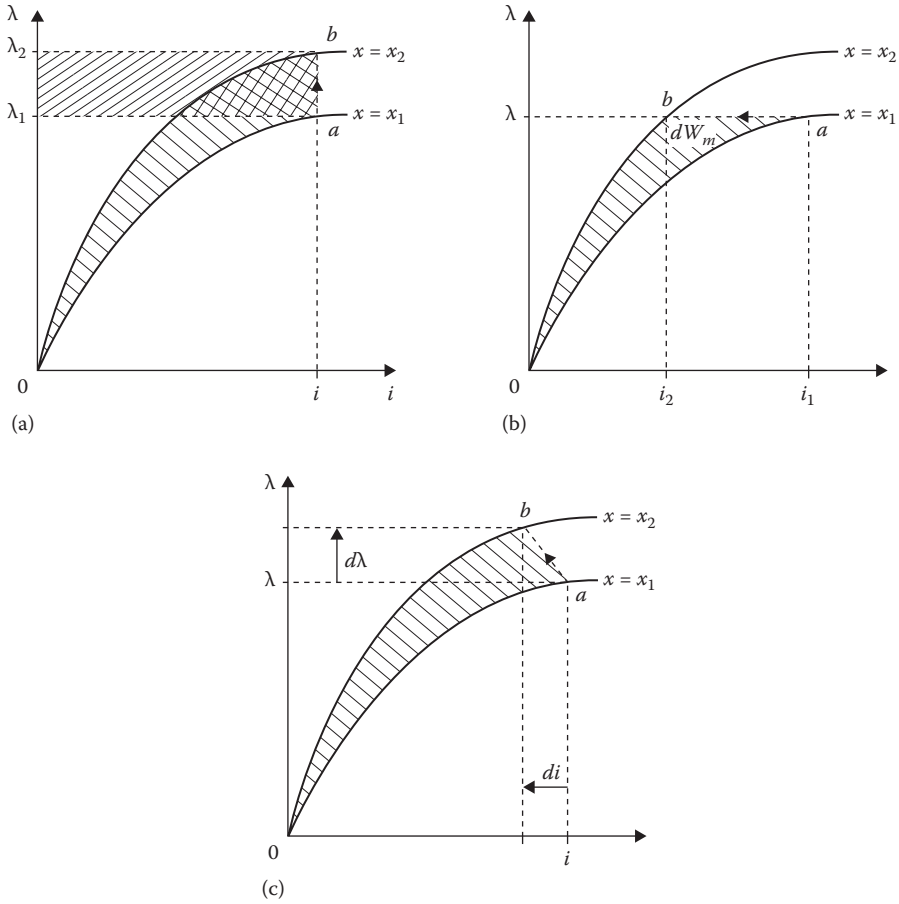 λ
λ2
λ1
b
x = x2
a
x = x1
0
i
i
(a)
λ
b
x = x2
dWm
a
x = x1
0
i2
i1
(b)
λ
b
x = x2
dλ
λ
x = x1
a
di
0
i
(c)